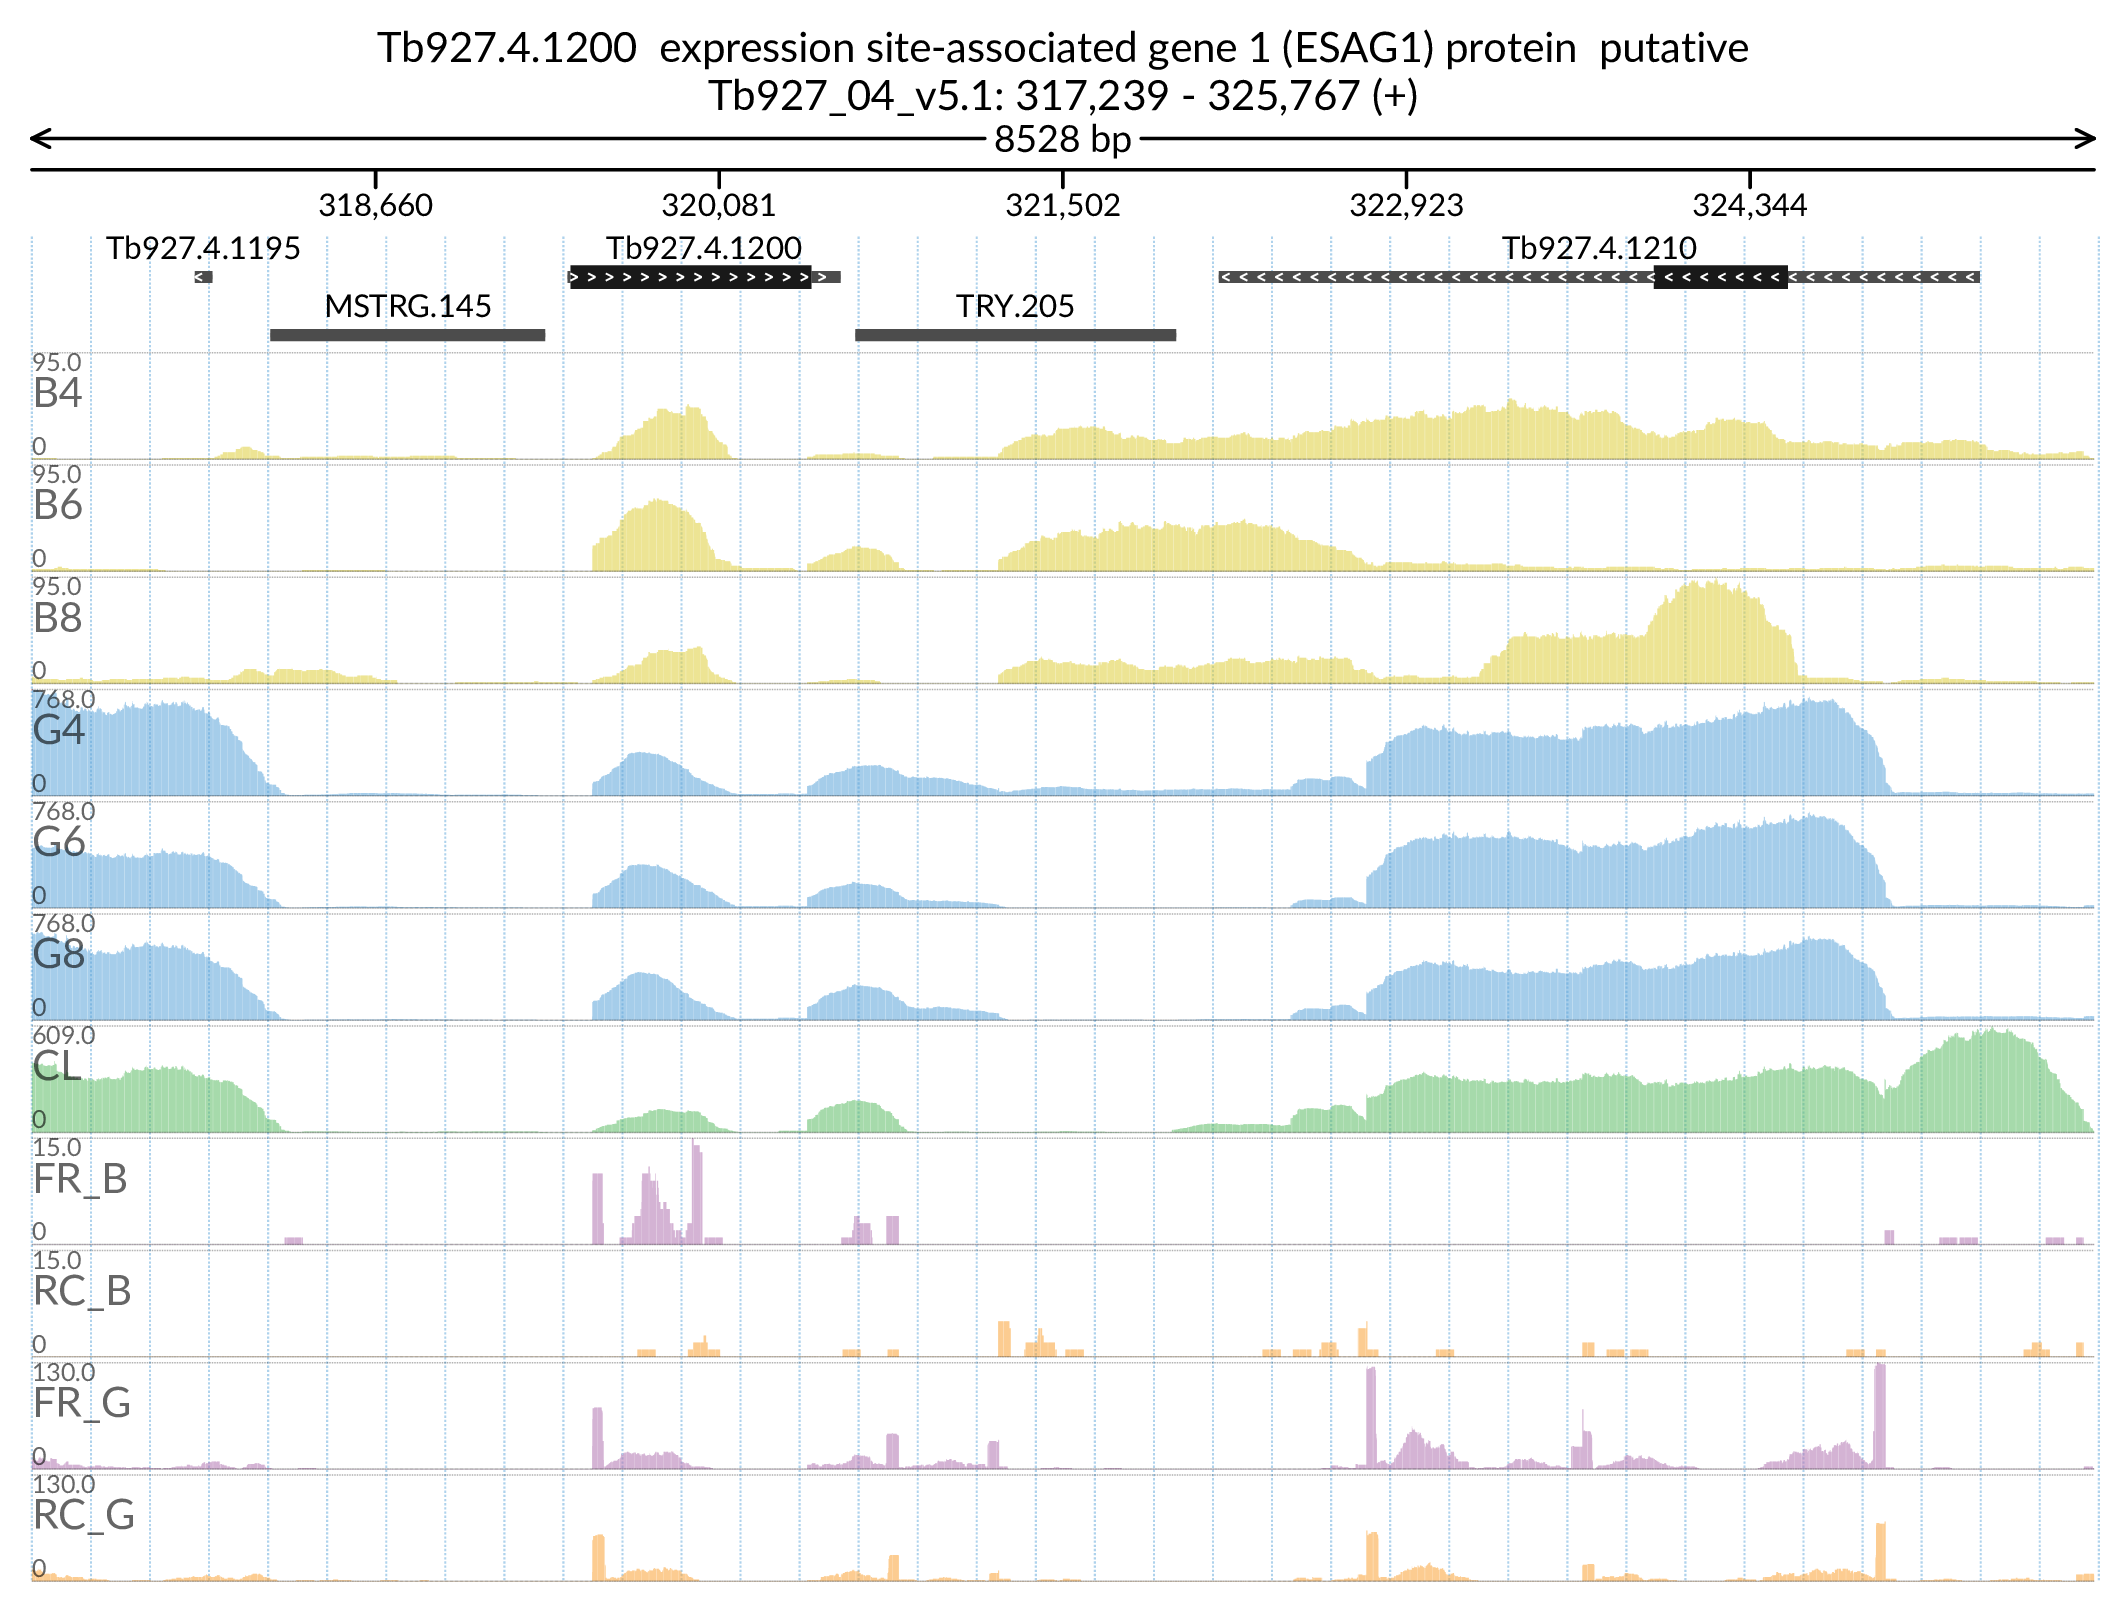 Tb927.4.1200 expression site-associated gene 1 (ESAG1) protein putative
Tb927_04_v5.1: 317,239 - 325,767 (+)
8528 bp
318,660 320,081 321,502 322,923 324,344
Tb927.4.1195 Tb927.4.1200 Tb927.4.1210
MSTRG.145 TRY.205
95.0
B4
0
95.0
B6
0
95.0
B8
0
768.0
G4
0
768.0
G6
0
768.0
G8
0
609.0
CL
0
15.0
FR_B
0
15.0
RC_B
0
130.0
FR_G
0
130.0
RC_G
0